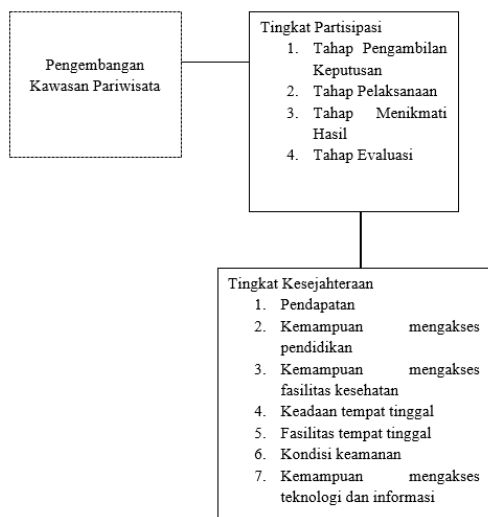 Pengembangan
Kawasan Pariwisata
Tingkat Partisipasi
1. Tahap Pengambilan
Keputusan
2. Tahap Pelaksanaan
3. Tahap Menikmati
Hasil
4. Tahap Evaluasi
Tingkat Kesejahteraan
1. Pendapatan
2. Kemampuan mengakses
pendidikan
3. Kemampuan mengakses
fasilitas kesehatan
4. Keadaan tempat tinggal
5. Fasilitas tempat tinggal
6. Kondisi keamanan
7. Kemampuan mengakses
teknologi dan informasi